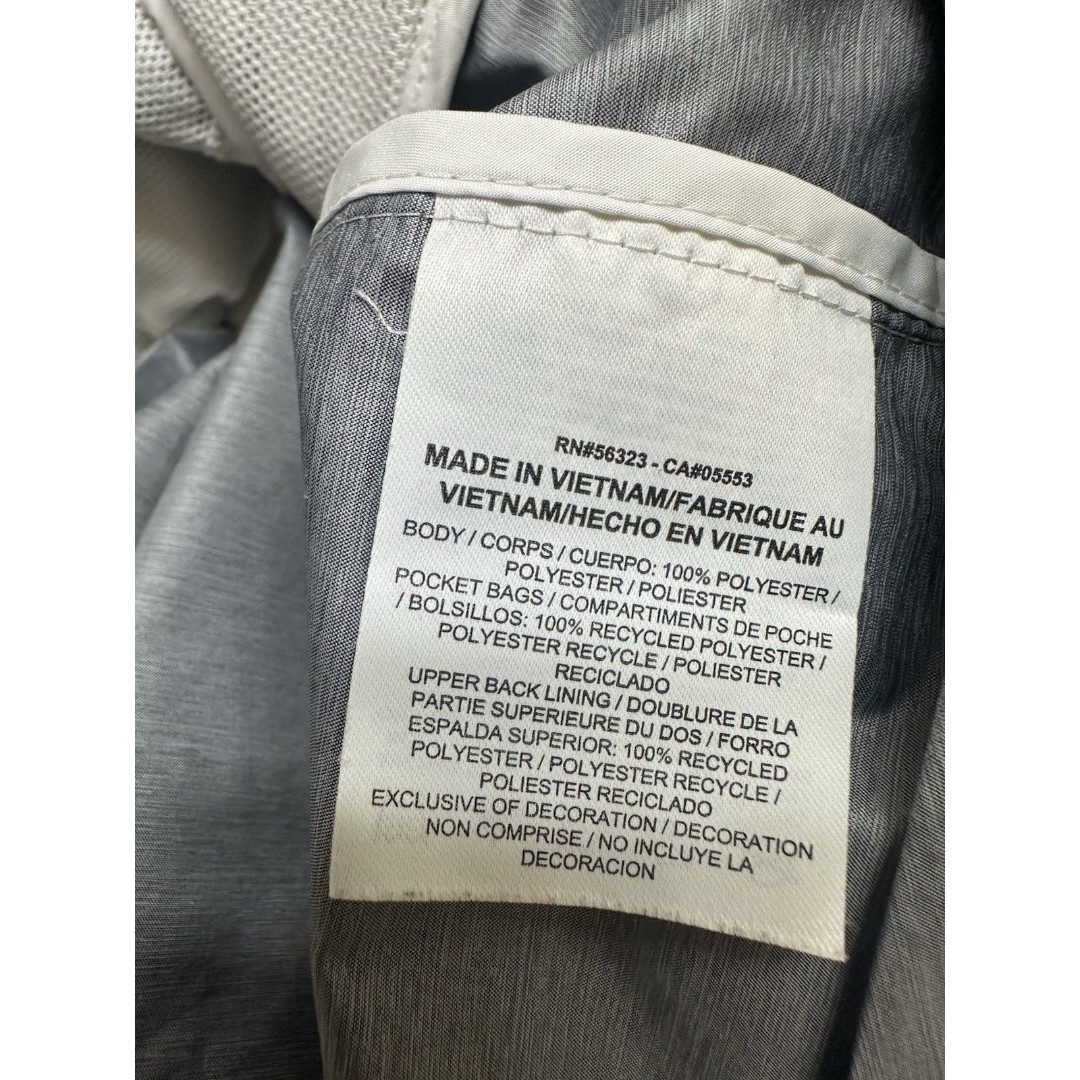 RN#56323 - CA#05553
MADE IN VIETNAM/FABRIQUE AU
VIETNAM/HECHO EN VIETNAM
BODY / CORPS / CUERPO: 100% POLYESTER /
POLYESTER / POLIESTER
POCKET BAGS / COMPARTIMENTS DE POCHE
/ BOLSILLOS: 100% RECYCLED POLYESTER /
POLYESTER RECYCLE / POLIESTER
RECICLADO
UPPER BACK LINING / DOUBLURE DE LA
PARTIE SUPERIEURE DU DOS / FORRO
ESPALDA SUPERIOR: 100% RECYCLED
POLYESTER / POLYESTER RECYCLE /
POLIESTER RECICLADO
EXCLUSIVE OF DECORATION / DECORATION
NON COMPRISE / NO INCLUYE LA
DECORACION